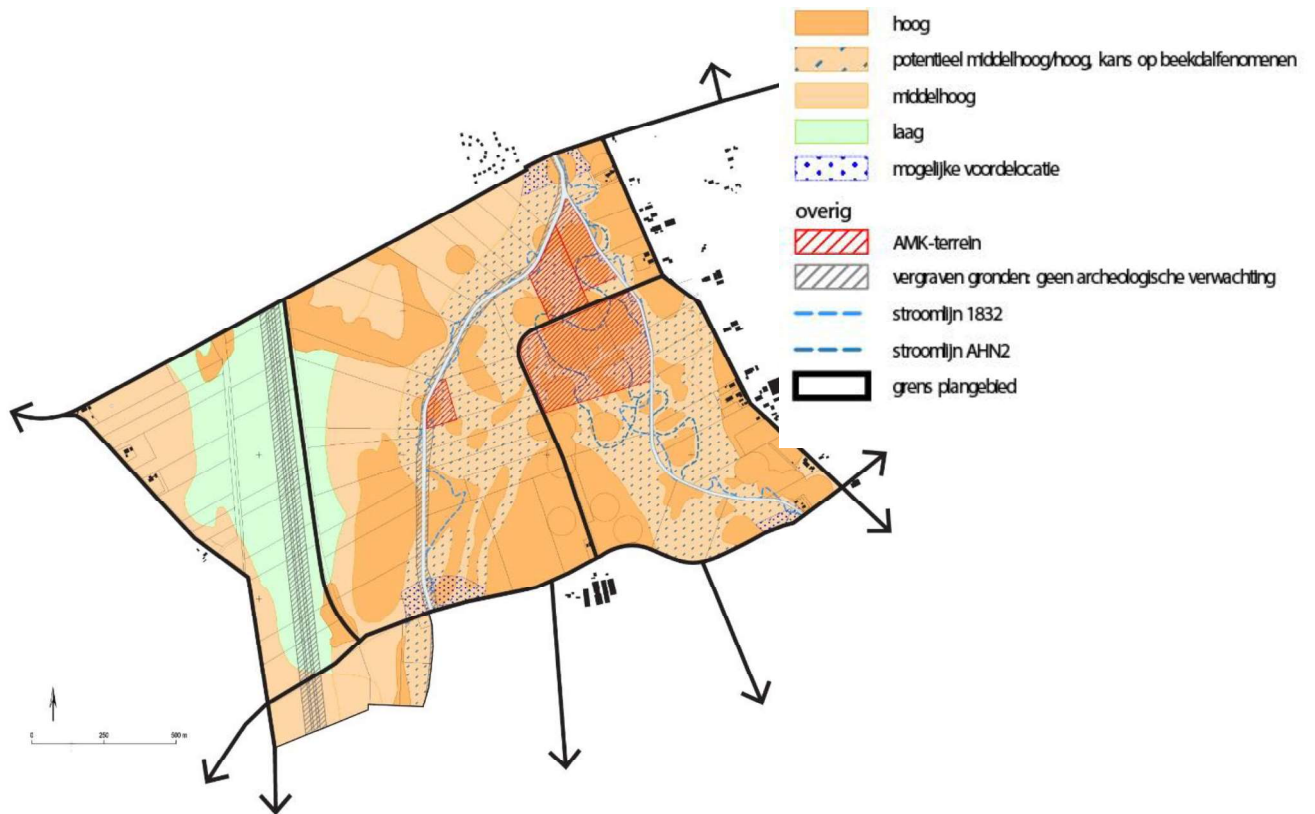 hoog
potentieel middelhoog/hoog, kans op beekdalfenomenen
middelhoog
laag
mogelijke voordelocatie
overig
AMK-terrein
vergraven gronden: geen archeologische verwachting
stroomlijn 1832
stroomlijn AHN2
grens plangebied
0 250 500 m